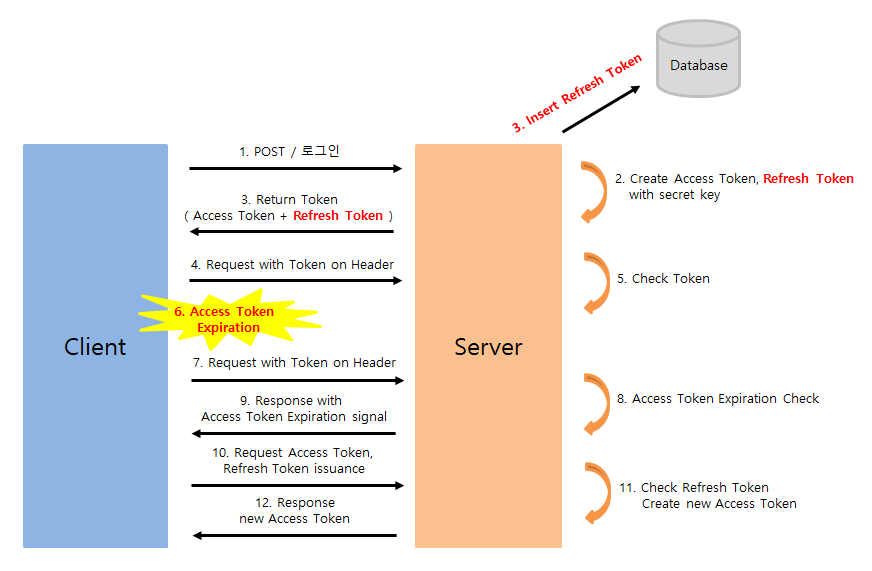 Database
3. Insert Refresh Token
1. POST / 로그인
2. Create Access Token, Refresh Token
with secret key
3. Return Token
( Access Token + Refresh Token )
4. Request with Token on Header
5. Check Token
6. Access Token
Expiration
Client
Server
7. Request with Token on Header
8. Access Token Expiration Check
9. Response with
Access Token Expiration signal
10. Request Access Token,
Refresh Token issuance
11. Check Refresh Token
Create new Access Token
12. Response
new Access Token